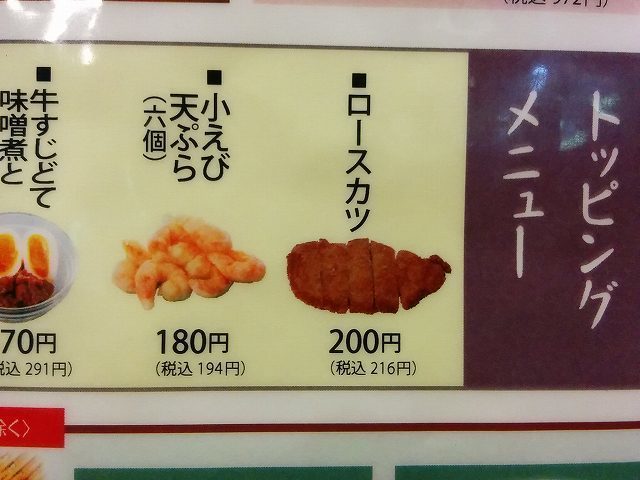 トッピング
メニュー
■ロースカツ
200円
(税込 216円)
■小えび
天ぷら
(六個)
180円
(税込 194円)
■牛すじどて
味噌煮と
70円
税込 291円)
除く〉